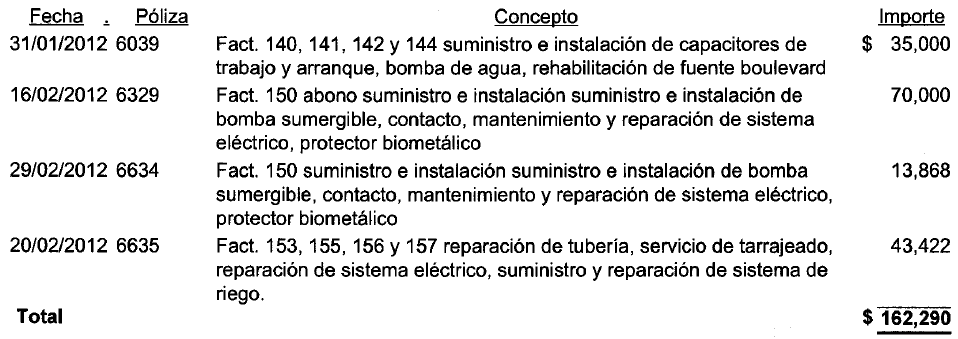 Fecha . Póliza Concepto Importe
31/01/2012 6039 Fact. 140, 141, 142 y 144 suministro e instalación de capacitores de $ 35,000
trabajo y arranque, bomba de agua, rehabilitación de fuente boulevard
16/02/2012 6329 Fact. 150 abono suministro e instalación suministro e instalación de 70,000
bomba sumergible, contacto, mantenimiento y reparación de sistema
eléctrico, protector biometálico
29/02/2012 6634 Fact. 150 suministro e instalación suministro e instalación de bomba 13,868
sumergible, contacto, mantenimiento y reparación de sistema eléctrico,
protector biometálico
20/02/2012 6635 Fact. 153, 155, 156 y 157 reparación de tubería, servicio de tarrajeado, 43,422
reparación de sistema eléctrico, suministro y reparación de sistema de
riego.
Total $ 162,290